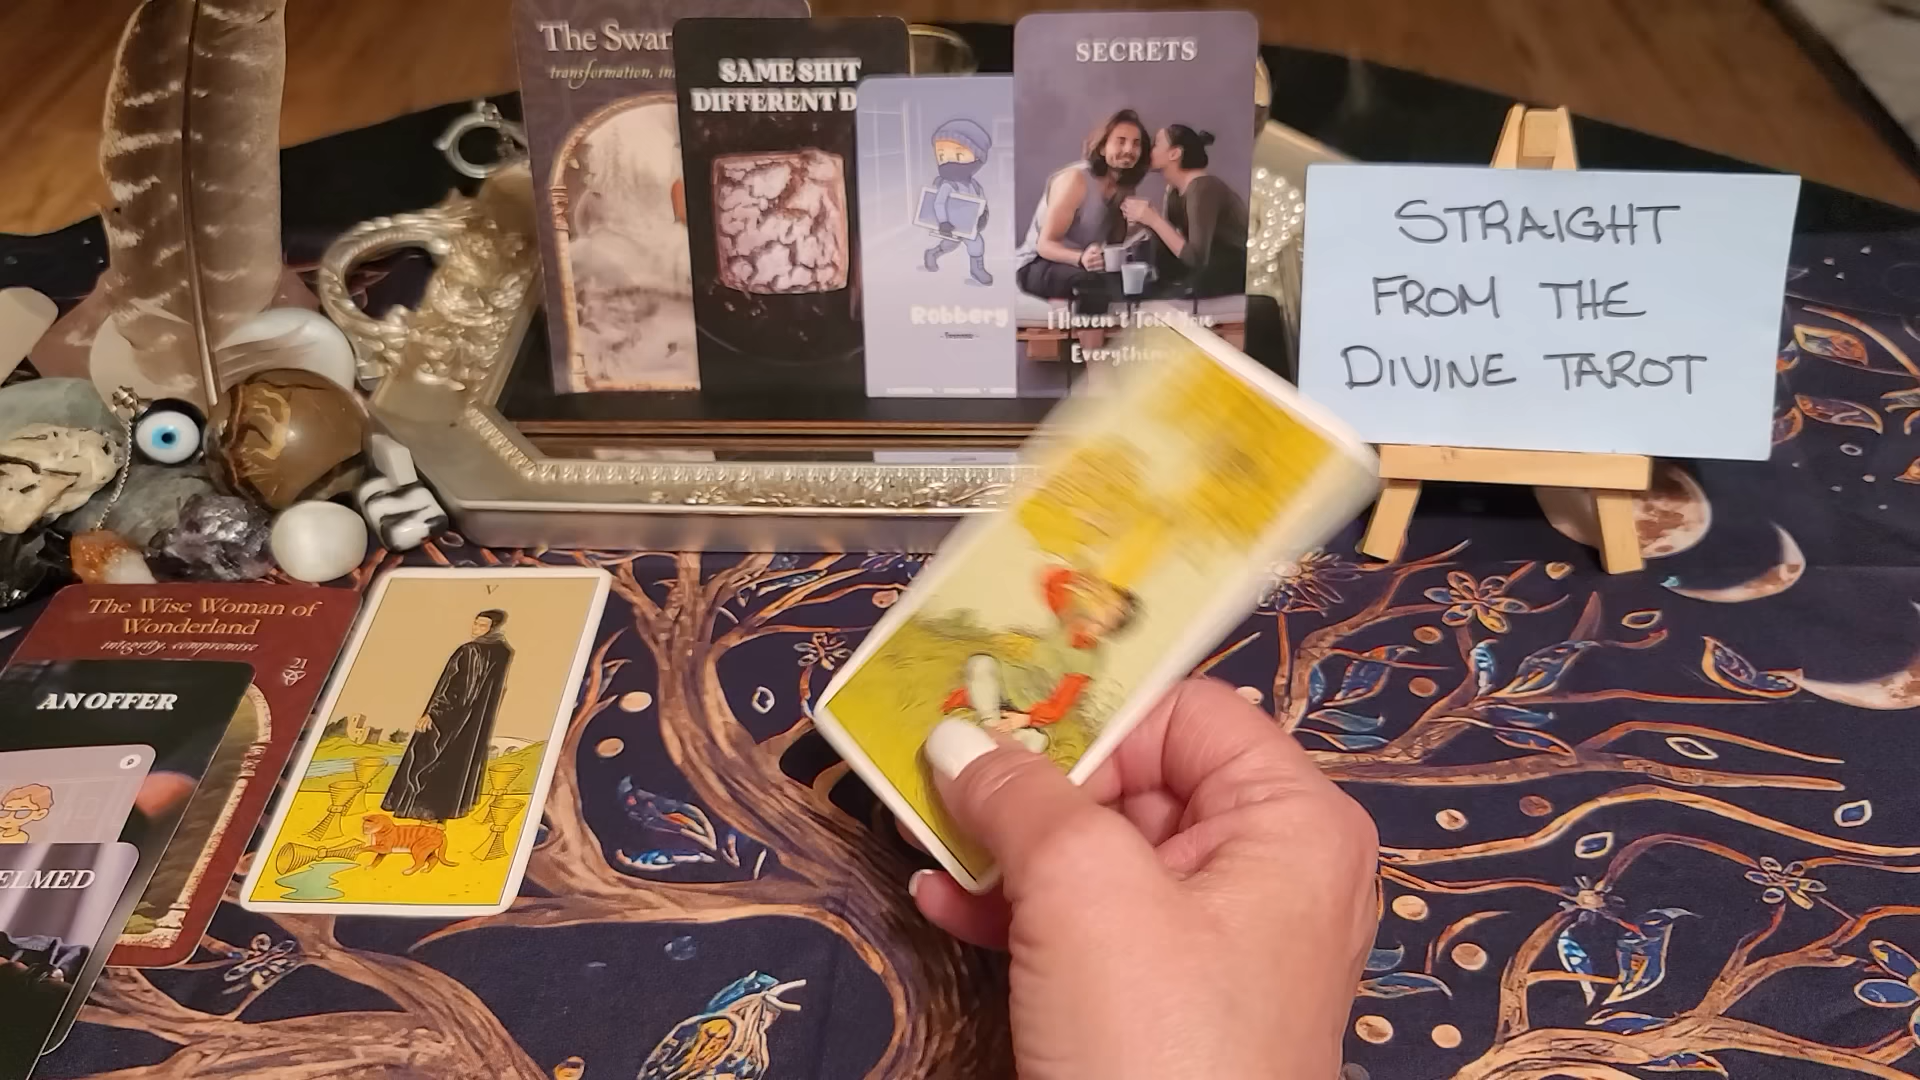 The Swan
transformation, in
SAME SHIT
DIFFERENT D
Robbery
SECRETS
I Haven't Told You
Everything
STRAIGHT
FROM THE
DIVINE TAROT
The Wise Woman of
Wonderland
integrity, compromise
21
AN OFFER
ELMED
V